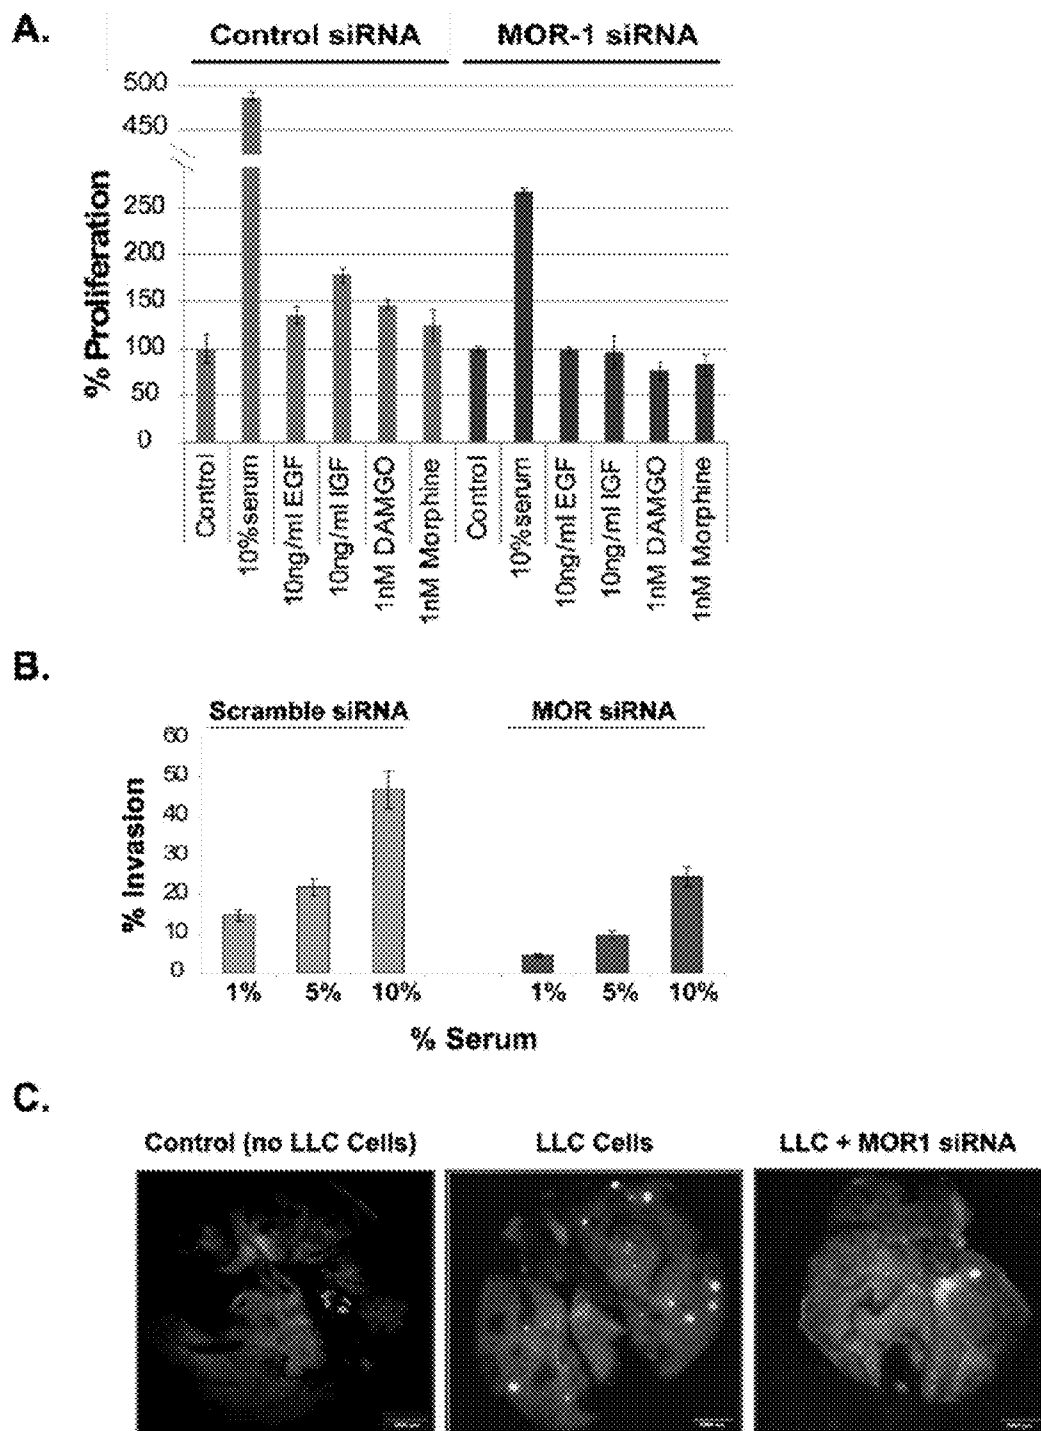 A.
Control siRNA
MOR-1 siRNA
% Proliferation
500
450
250
200
150
100
50
0
Control
10%serum
10ng/ml EGF
10ng/ml IGF
1nM DAMGO
1nM Morphine
Control
10%serum
10ng/ml EGF
10ng/ml IGF
1nM DAMGO
1nM Morphine
B.
Scramble siRNA
MOR siRNA
% Invasion
60
50
40
30
20
10
0
1%
5%
10%
1%
5%
10%
% Serum
C.
Control (no LLC Cells)
LLC Cells
LLC + MOR1 siRNA